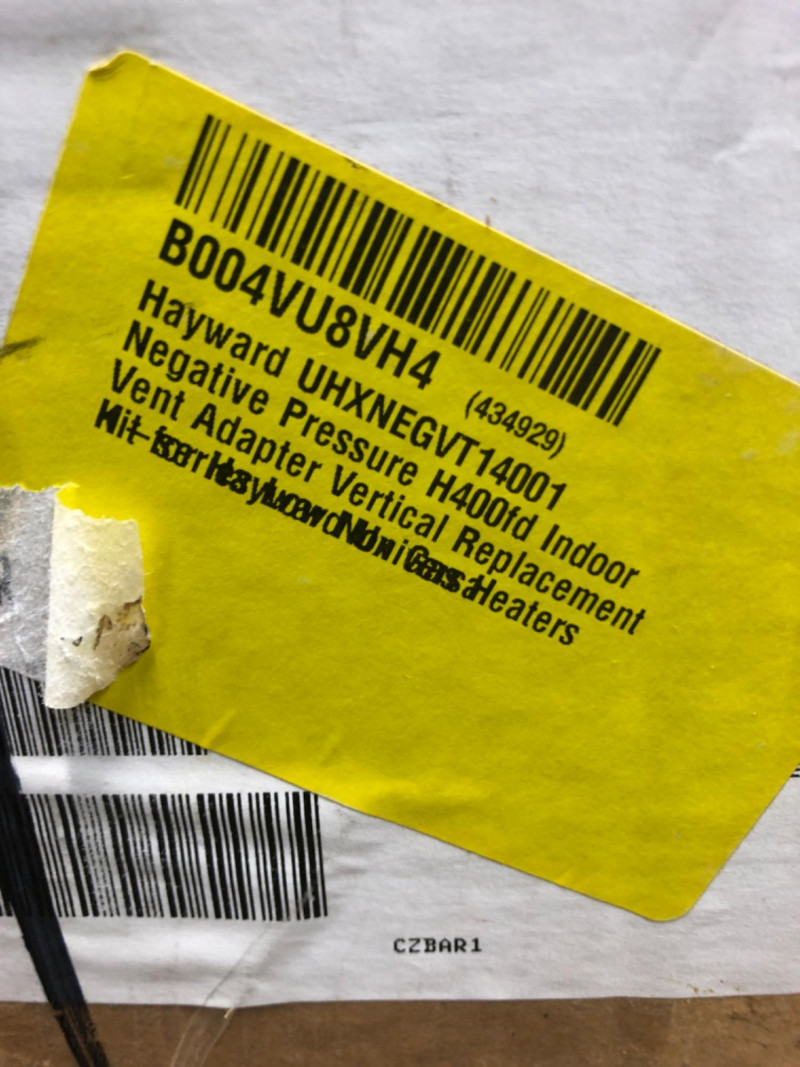 B004VU8VH4 (434929)
Hayward UHXNEGVT14001
Negative Pressure H400fd Indoor
Vent Adapter Vertical Replacement
Heaters
CZBAR1